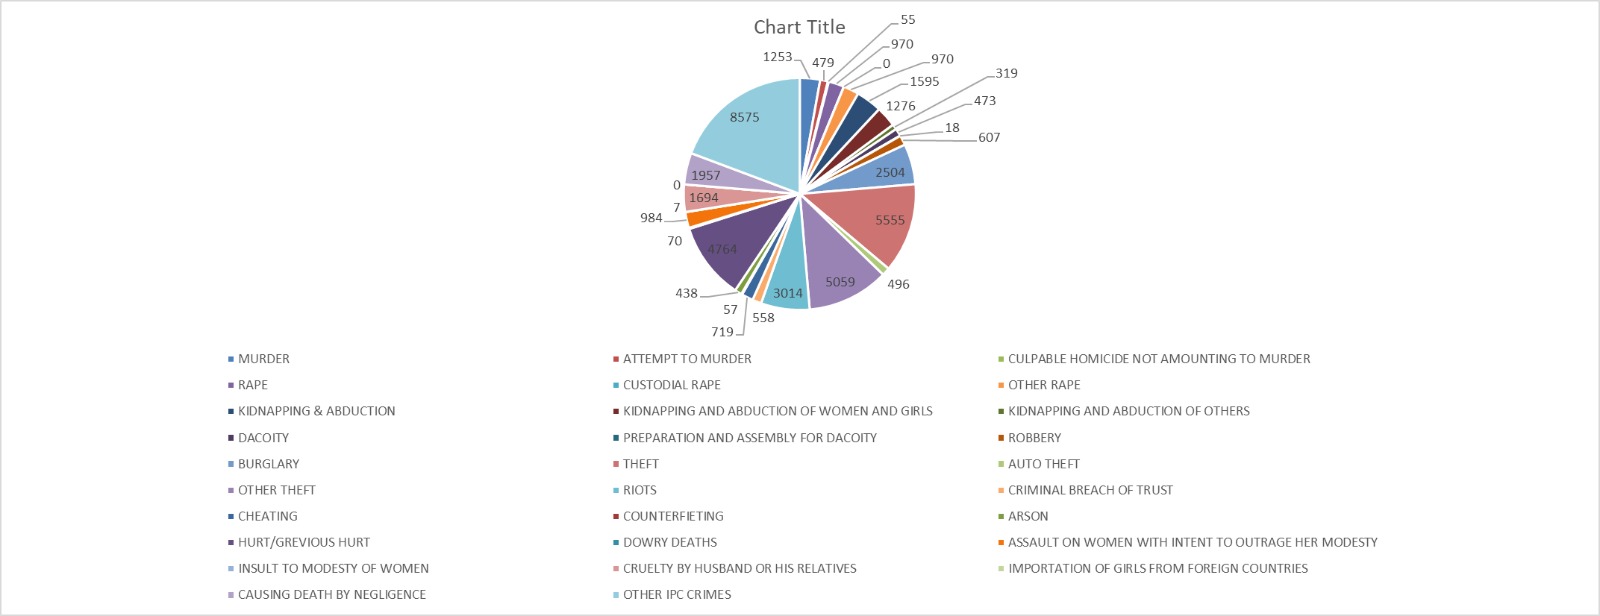 Chart Title
1253
479
55
970
0
970
1595
1276
319
473
18
607
2504
5555
496
5059
3014
558
719
57
438
4764
70
984
7
1694
0
1957
8575
MURDER
ATTEMPT TO MURDER
CULPABLE HOMICIDE NOT AMOUNTING TO MURDER
RAPE
CUSTODIAL RAPE
OTHER RAPE
KIDNAPPING & ABDUCTION
KIDNAPPING AND ABDUCTION OF WOMEN AND GIRLS
KIDNAPPING AND ABDUCTION OF OTHERS
DACOITY
PREPARATION AND ASSEMBLY FOR DACOITY
ROBBERY
BURGLARY
THEFT
AUTO THEFT
OTHER THEFT
RIOTS
CRIMINAL BREACH OF TRUST
CHEATING
COUNTERFIETING
ARSON
HURT/GREVIOUS HURT
DOWRY DEATHS
ASSAULT ON WOMEN WITH INTENT TO OUTRAGE HER MODESTY
INSULT TO MODESTY OF WOMEN
CRUELTY BY HUSBAND OR HIS RELATIVES
IMPORTATION OF GIRLS FROM FOREIGN COUNTRIES
CAUSING DEATH BY NEGLIGENCE
OTHER IPC CRIMES